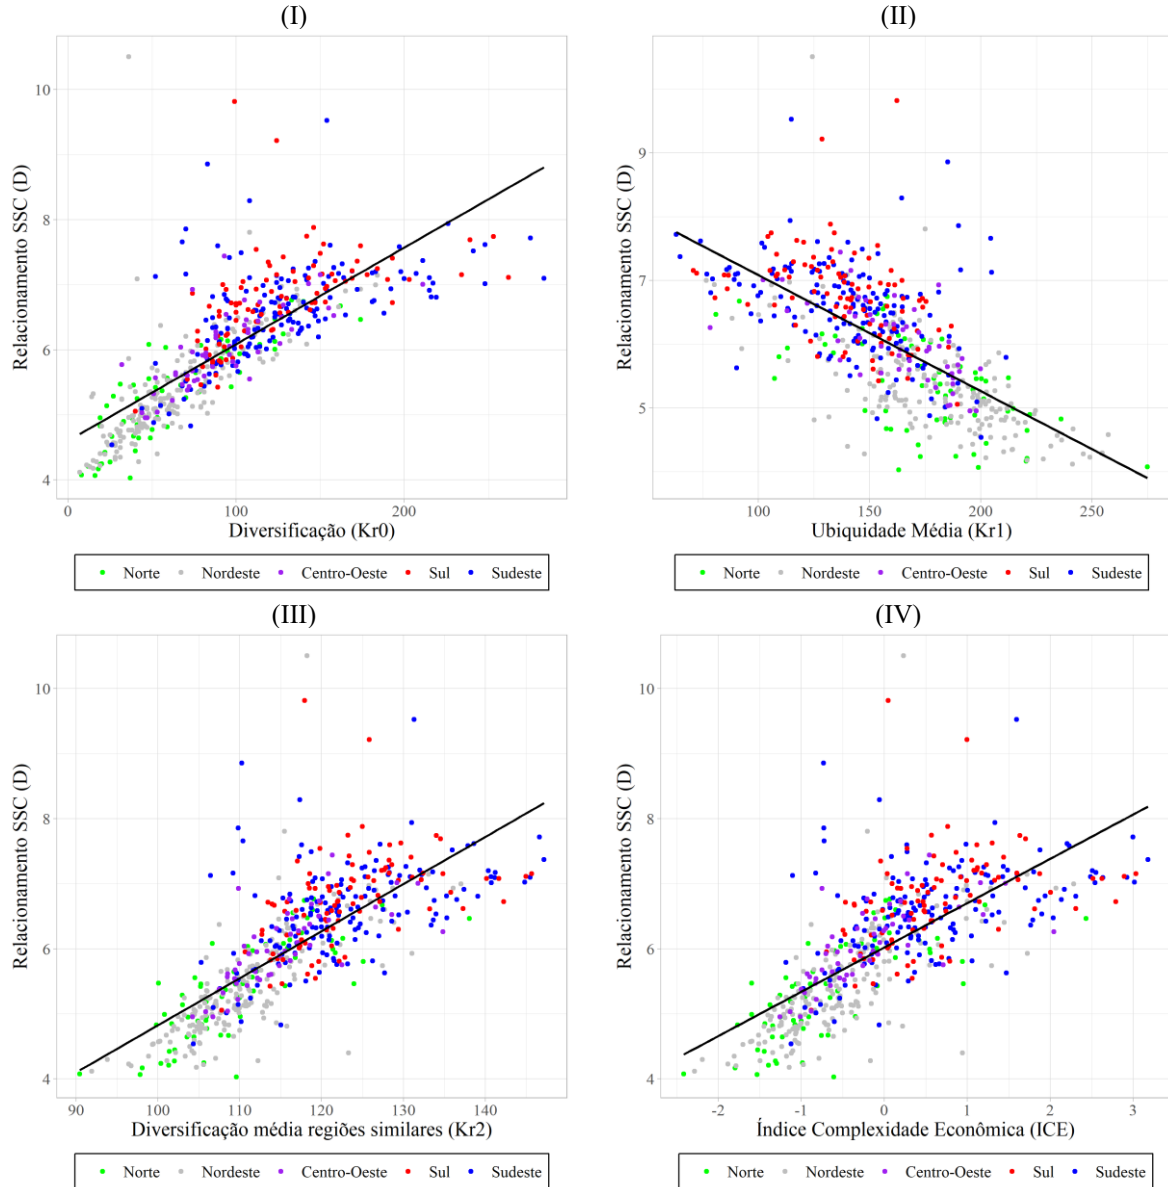 (I)
10
8
6
4
Relacionamento SSC (D)
0 100 200
Diversificação (Kr0)
Norte Nordeste Centro-Oeste Sul Sudeste
(II)
9
7
5
Relacionamento SSC (D)
100 150 200 250
Ubiquidade Média (Kr1)
Norte Nordeste Centro-Oeste Sul Sudeste
(III)
10
8
6
4
Relacionamento SSC (D)
90 100 110 120 130 140
Diversificação média regiões similares (Kr2)
Norte Nordeste Centro-Oeste Sul Sudeste
(IV)
10
8
6
4
Relacionamento SSC (D)
-2 -1 0 1 2 3
Índice Complexidade Econômica (ICE)
Norte Nordeste Centro-Oeste Sul Sudeste